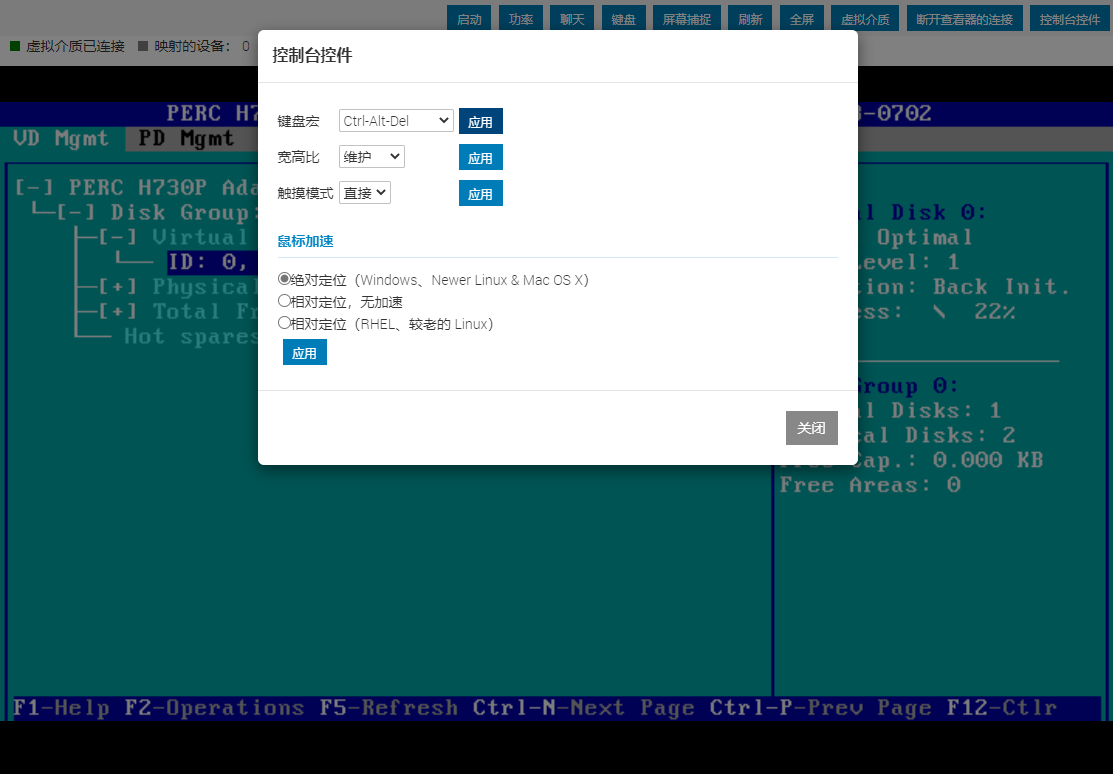 启动 功率 聊天 键盘 屏幕捕捉 刷新 全屏 虚拟介质 断开查看器的连接 控制台控件
虚拟介质已连接 映射的设备： 0
控制台控件
PERC H7 3-0702
VD Mgmt PD Mgmt
键盘宏 Ctrl-Alt-Del 应用
宽高比 维护 应用
触摸模式 直接 应用
鼠标加速
绝对定位（Windows、Newer Linux & Mac OS X）
相对定位，无加速
相对定位（RHEL、较老的 Linux）
应用
关闭
[-] PERC H730P Ada
[-] Disk Group:
[-] Virtual
ID: 0,
[+] Physical
[+] Total Fr
Hot spares
l Disk 0:
Optimal
evel: 1
ion: Back Init.
ss: \ 22%
Group 0:
l Disks: 1
cal Disks: 2
Cap.: 0.000 KB
Free Areas: 0
F1-Help F2-Operations F5-Refresh Ctrl-N-Next Page Ctrl-P-Prev Page F12-Ctlr